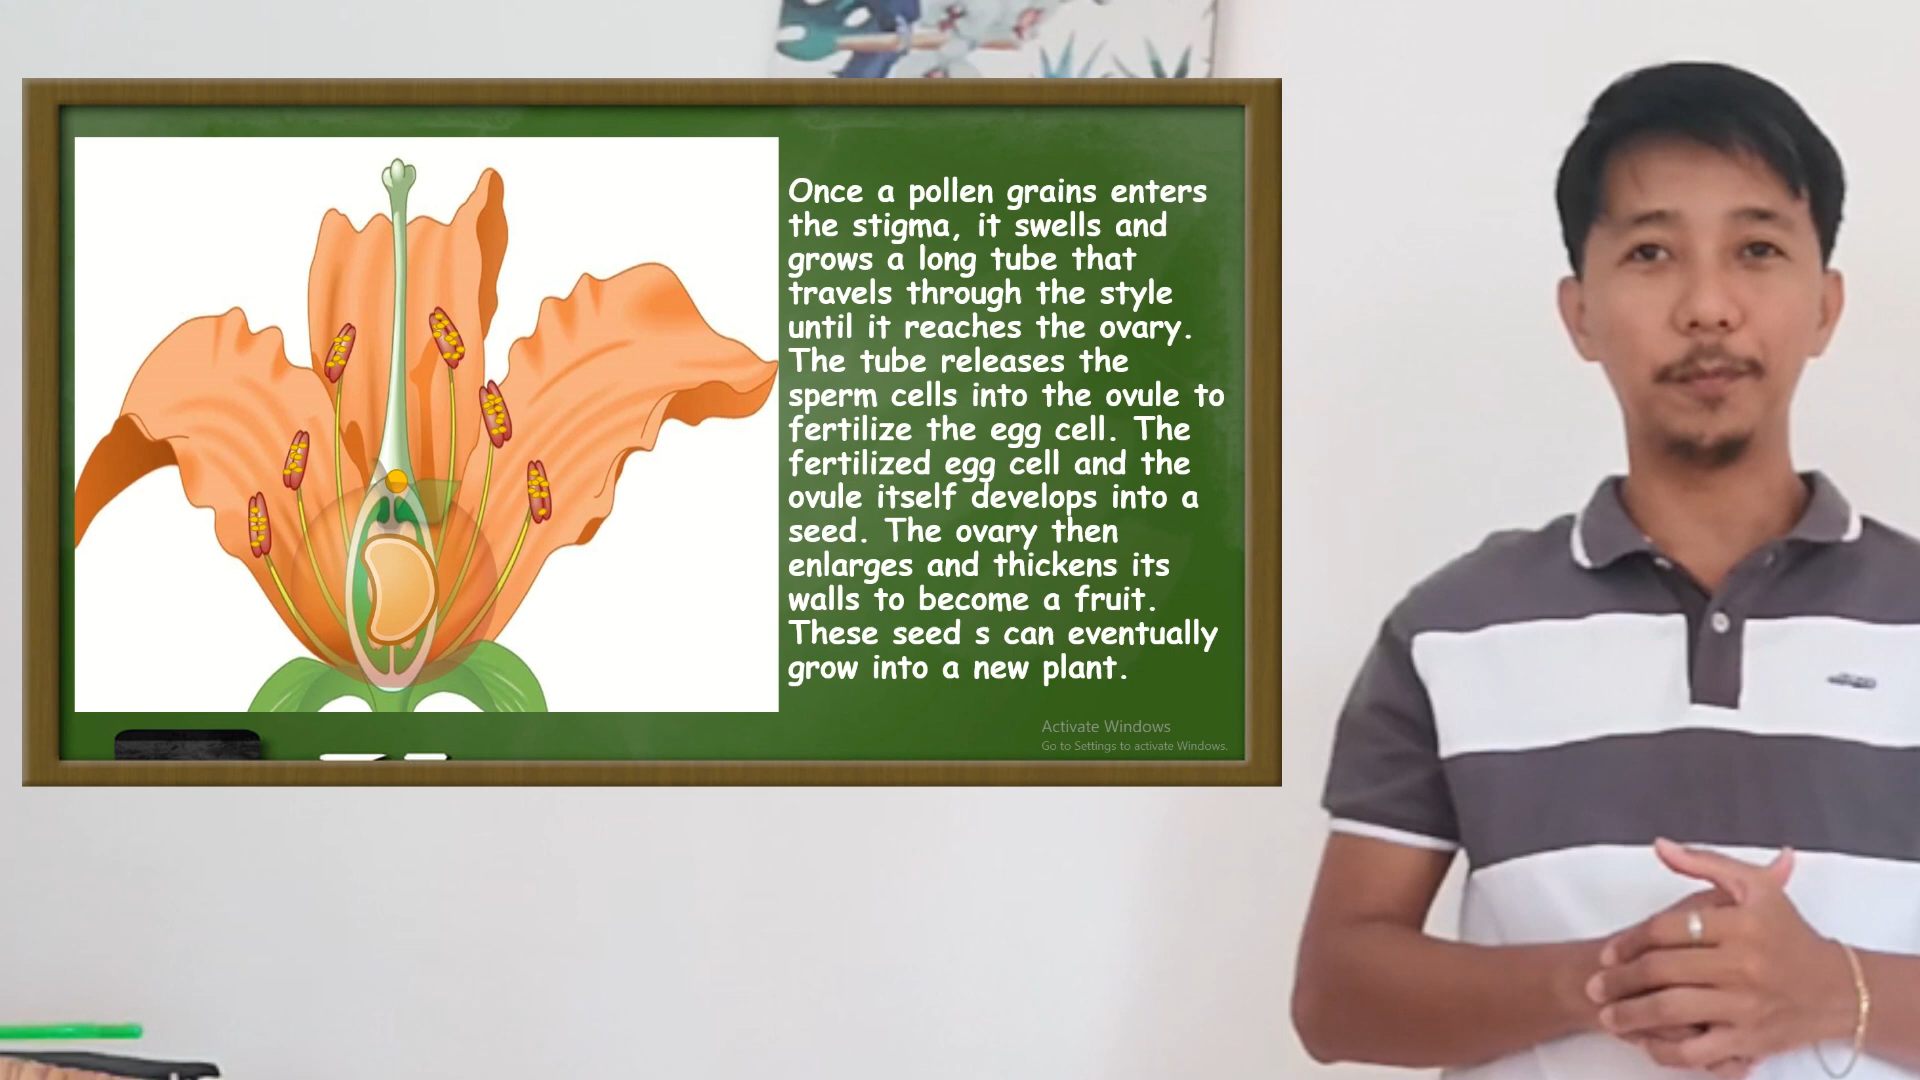 Once a pollen grains enters
the stigma, it swells and
grows a long tube that
travels through the style
until it reaches the ovary.
The tube releases the
sperm cells into the ovule to
fertilize the egg cell. The
fertilized egg cell and the
ovule itself develops into a
seed. The ovary then
enlarges and thickens its
walls to become a fruit.
These seed s can eventually
grow into a new plant.
Activate Windows
Go to Settings to activate Windows.